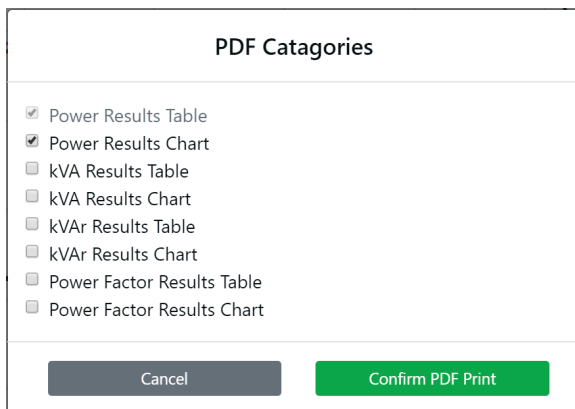 PDF Catagories
Power Results Table
Power Results Chart
kVA Results Table
kVA Results Chart
kVAr Results Table
kVAr Results Chart
Power Factor Results Table
Power Factor Results Chart
Cancel
Confirm PDF Print